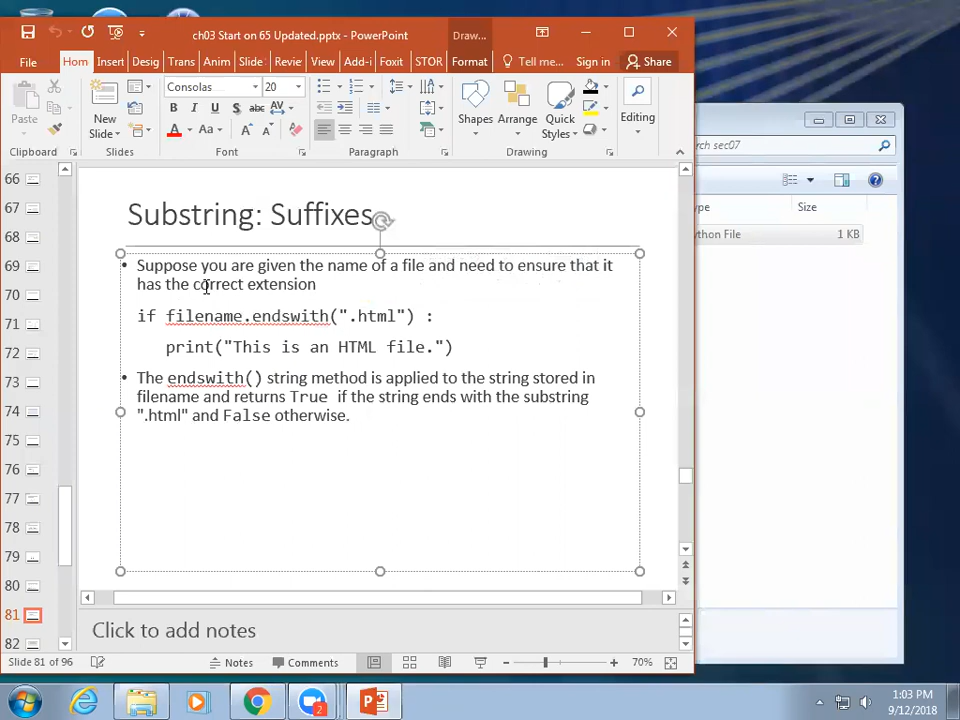 ch03 Start on 65 Updated.pptx - PowerPoint
Draw...
File Hom Insert Desig Trans Anim Slide Revie View Add-i Foxit STOR Format Tell me... Sign in Share
Consolas 20
Paste New Slide Shapes Arrange Quick Styles Editing
B I U S abc AV
A Aa A A
Clipboard Slides Font Paragraph Drawing
66
67
68
69
70
71
72
73
74
75
76
77
78
79
80
81
82
Substring: Suffixes
• Suppose you are given the name of a file and need to ensure that it
has the correct extension
if filename.endswith(".html") :
print("This is an HTML file.")
• The endswith() string method is applied to the string stored in
filename and returns True if the string ends with the substring
".html" and False otherwise.
Click to add notes
Slide 81 of 96 Notes Comments 70%
rch sec07
ype Size
ython File 1 KB
2
1:03 PM
9/12/2018